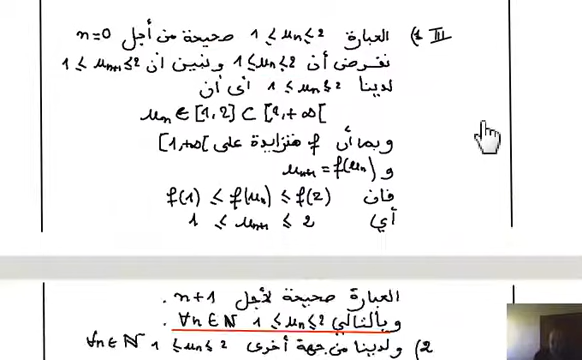 III (1 العبارة 1 ≤ uₙ ≤ 2 صحيحة من أجل n=0
نفرض أن 1 ≤ uₙ ≤ 2 ونبين أن 1 ≤ uₙ₊₁ ≤ 2
لدينا 1 ≤ uₙ ≤ 2 أي أن
uₙ ∈ [1,2] ⊂ [1,+∞[
وبما أن f متزايدة على [1,+∞[
و uₙ₊₁ = f(uₙ)
فان f(1) ≤ f(uₙ) ≤ f(2)
أي 1 ≤ uₙ₊₁ ≤ 2
العبارة صحيحة لأجل n+1.
وبالتالي ∀n∈ℕ 1 ≤ uₙ ≤ 2.
(2 ولدينا من جهة أخرى ∀n∈ℕ 1 ≤ uₙ ≤ 2